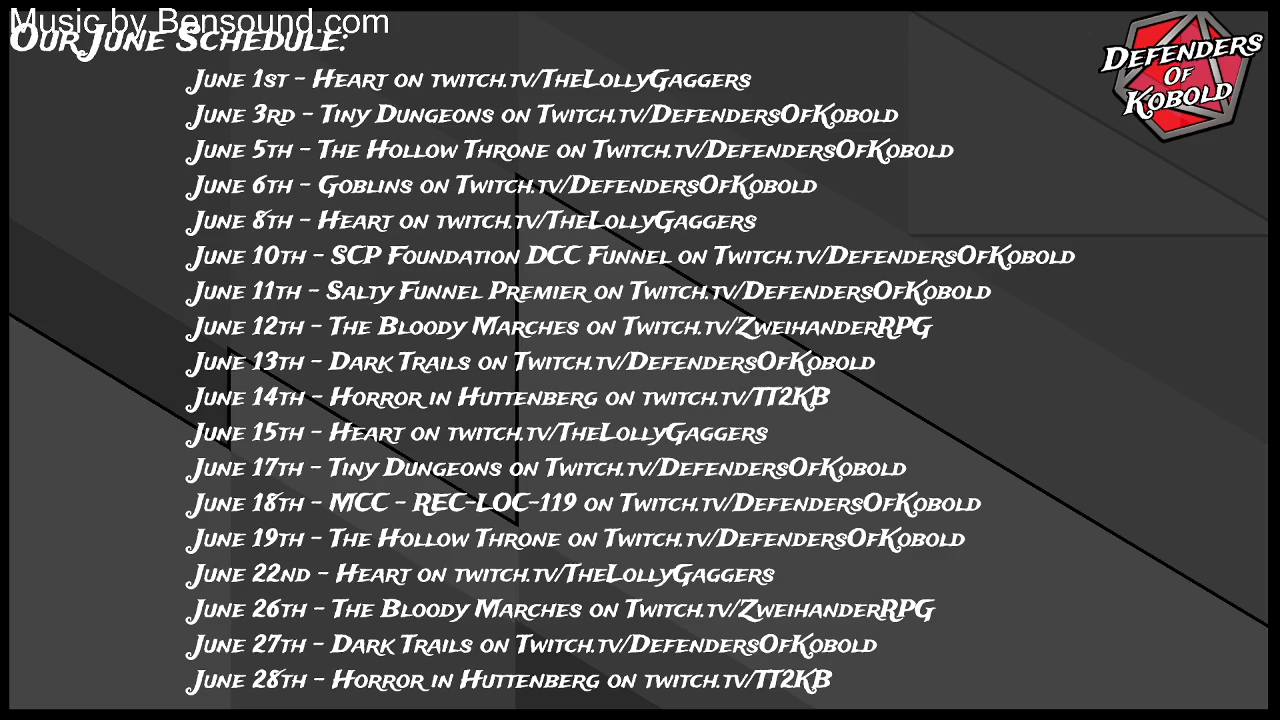 Music by Bensound.com
Our June Schedule:
June 1st - Heart on twitch.tv/TheLollyGaggers
June 3rd - Tiny Dungeons on Twitch.tv/DefendersOfKobold
June 5th - The Hollow Throne on Twitch.tv/DefendersOfKobold
June 6th - Goblins on Twitch.tv/DefendersOfKobold
June 8th - Heart on twitch.tv/TheLollyGaggers
June 10th - SCP Foundation DCC Funnel on Twitch.tv/DefendersOfKobold
June 11th - Salty Funnel Premier on Twitch.tv/DefendersOfKobold
June 12th - The Bloody Marches on Twitch.tv/ZweihanderRPG
June 13th - Dark Trails on Twitch.tv/DefendersOfKobold
June 14th - Horror in Huttenberg on twitch.tv/TT2KB
June 15th - Heart on twitch.tv/TheLollyGaggers
June 17th - Tiny Dungeons on Twitch.tv/DefendersOfKobold
June 18th - MCC - REC-LOC-119 on Twitch.tv/DefendersOfKobold
June 19th - The Hollow Throne on Twitch.tv/DefendersOfKobold
June 22nd - Heart on twitch.tv/TheLollyGaggers
June 26th - The Bloody Marches on Twitch.tv/ZweihanderRPG
June 27th - Dark Trails on Twitch.tv/DefendersOfKobold
June 28th - Horror in Huttenberg on twitch.tv/TT2KB
Defenders
Of
Kobold